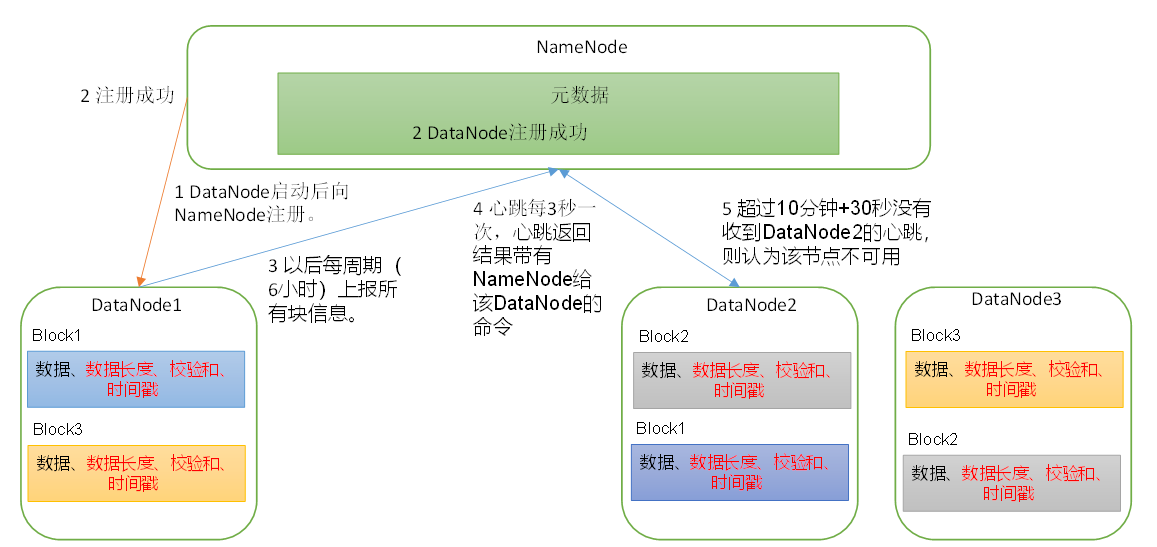 NameNode
元数据
2 DataNode注册成功
2 注册成功
1 DataNode启动后向
NameNode注册。
3 以后每周期（
6小时）上报所
有块信息。
4 心跳每3秒一
次，心跳返回
结果带有
NameNode给
该DataNode的
命令
5 超过10分钟+30秒没有
收到DataNode2的心跳，
则认为该节点不可用
DataNode1
Block1
数据、数据长度、校验和、
时间戳
Block3
数据、数据长度、校验和、
时间戳
DataNode2
Block2
数据、数据长度、校验和、
时间戳
Block1
数据、数据长度、校验和、
时间戳
DataNode3
Block3
数据、数据长度、校验和、
时间戳
Block2
数据、数据长度、校验和、
时间戳